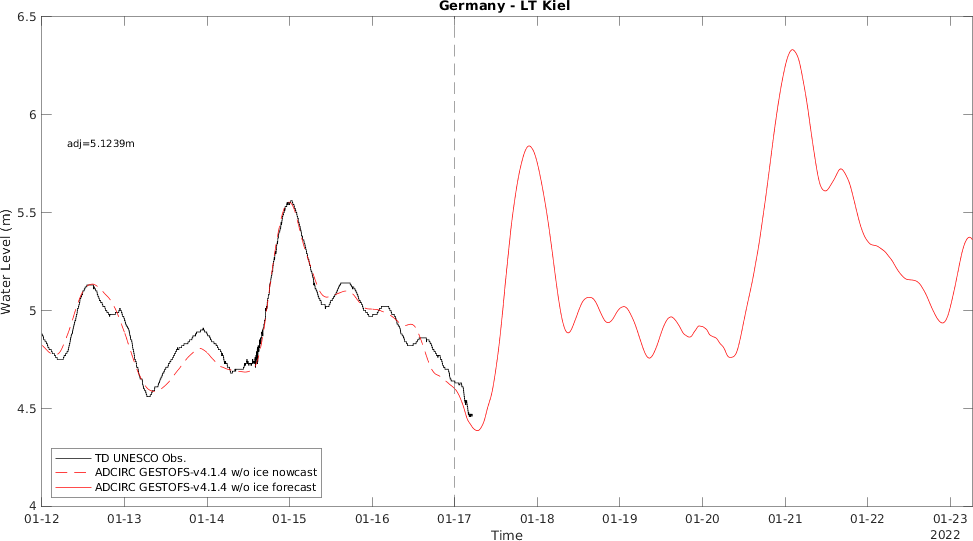 Germany - LT Kiel
6.5
6
5.5
5
4.5
4
Water Level (m)
adj=5.1239m
TD UNESCO Obs.
ADCIRC GESTOFS-v4.1.4 w/o ice nowcast
ADCIRC GESTOFS-v4.1.4 w/o ice forecast
01-12 01-13 01-14 01-15 01-16 01-17 01-18 01-19 01-20 01-21 01-22 01-23
Time
2022